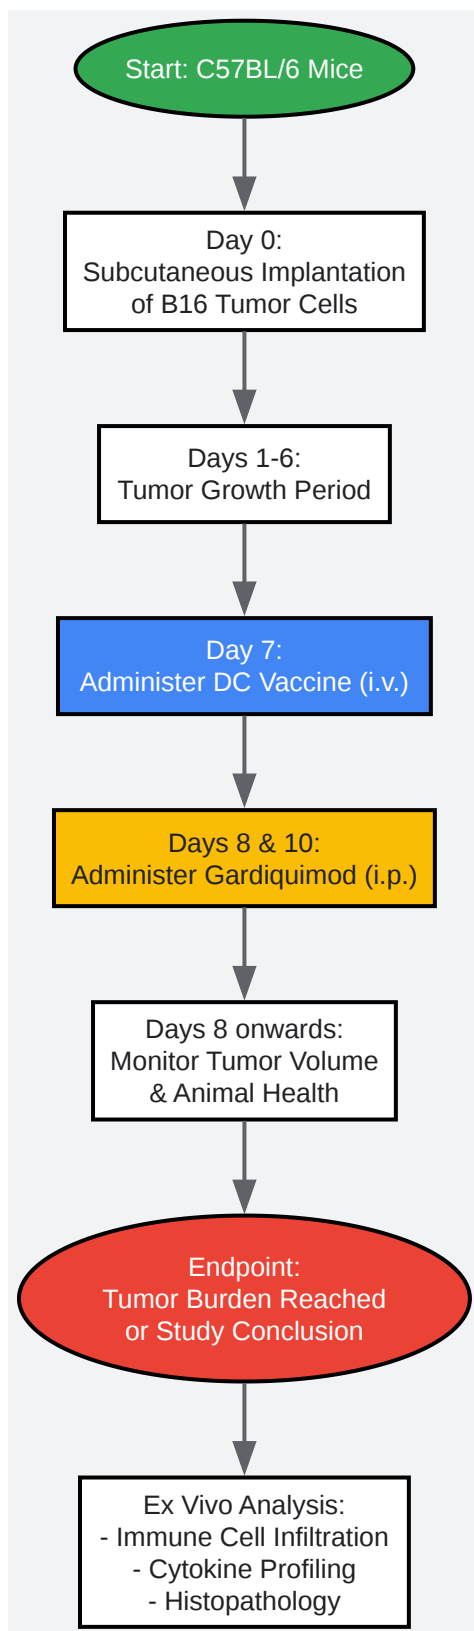 Start: C57BL/6 Mice
Day 0:
Subcutaneous Implantation
of B16 Tumor Cells
Days 1-6:
Tumor Growth Period
Day 7:
Administer DC Vaccine (i.v.)
Days 8 & 10:
Administer Gardiquimod (i.p.)
Days 8 onwards:
Monitor Tumor Volume
& Animal Health
Endpoint:
Tumor Burden Reached
or Study Conclusion
Ex Vivo Analysis:
- Immune Cell Infiltration
- Cytokine Profiling
- Histopathology